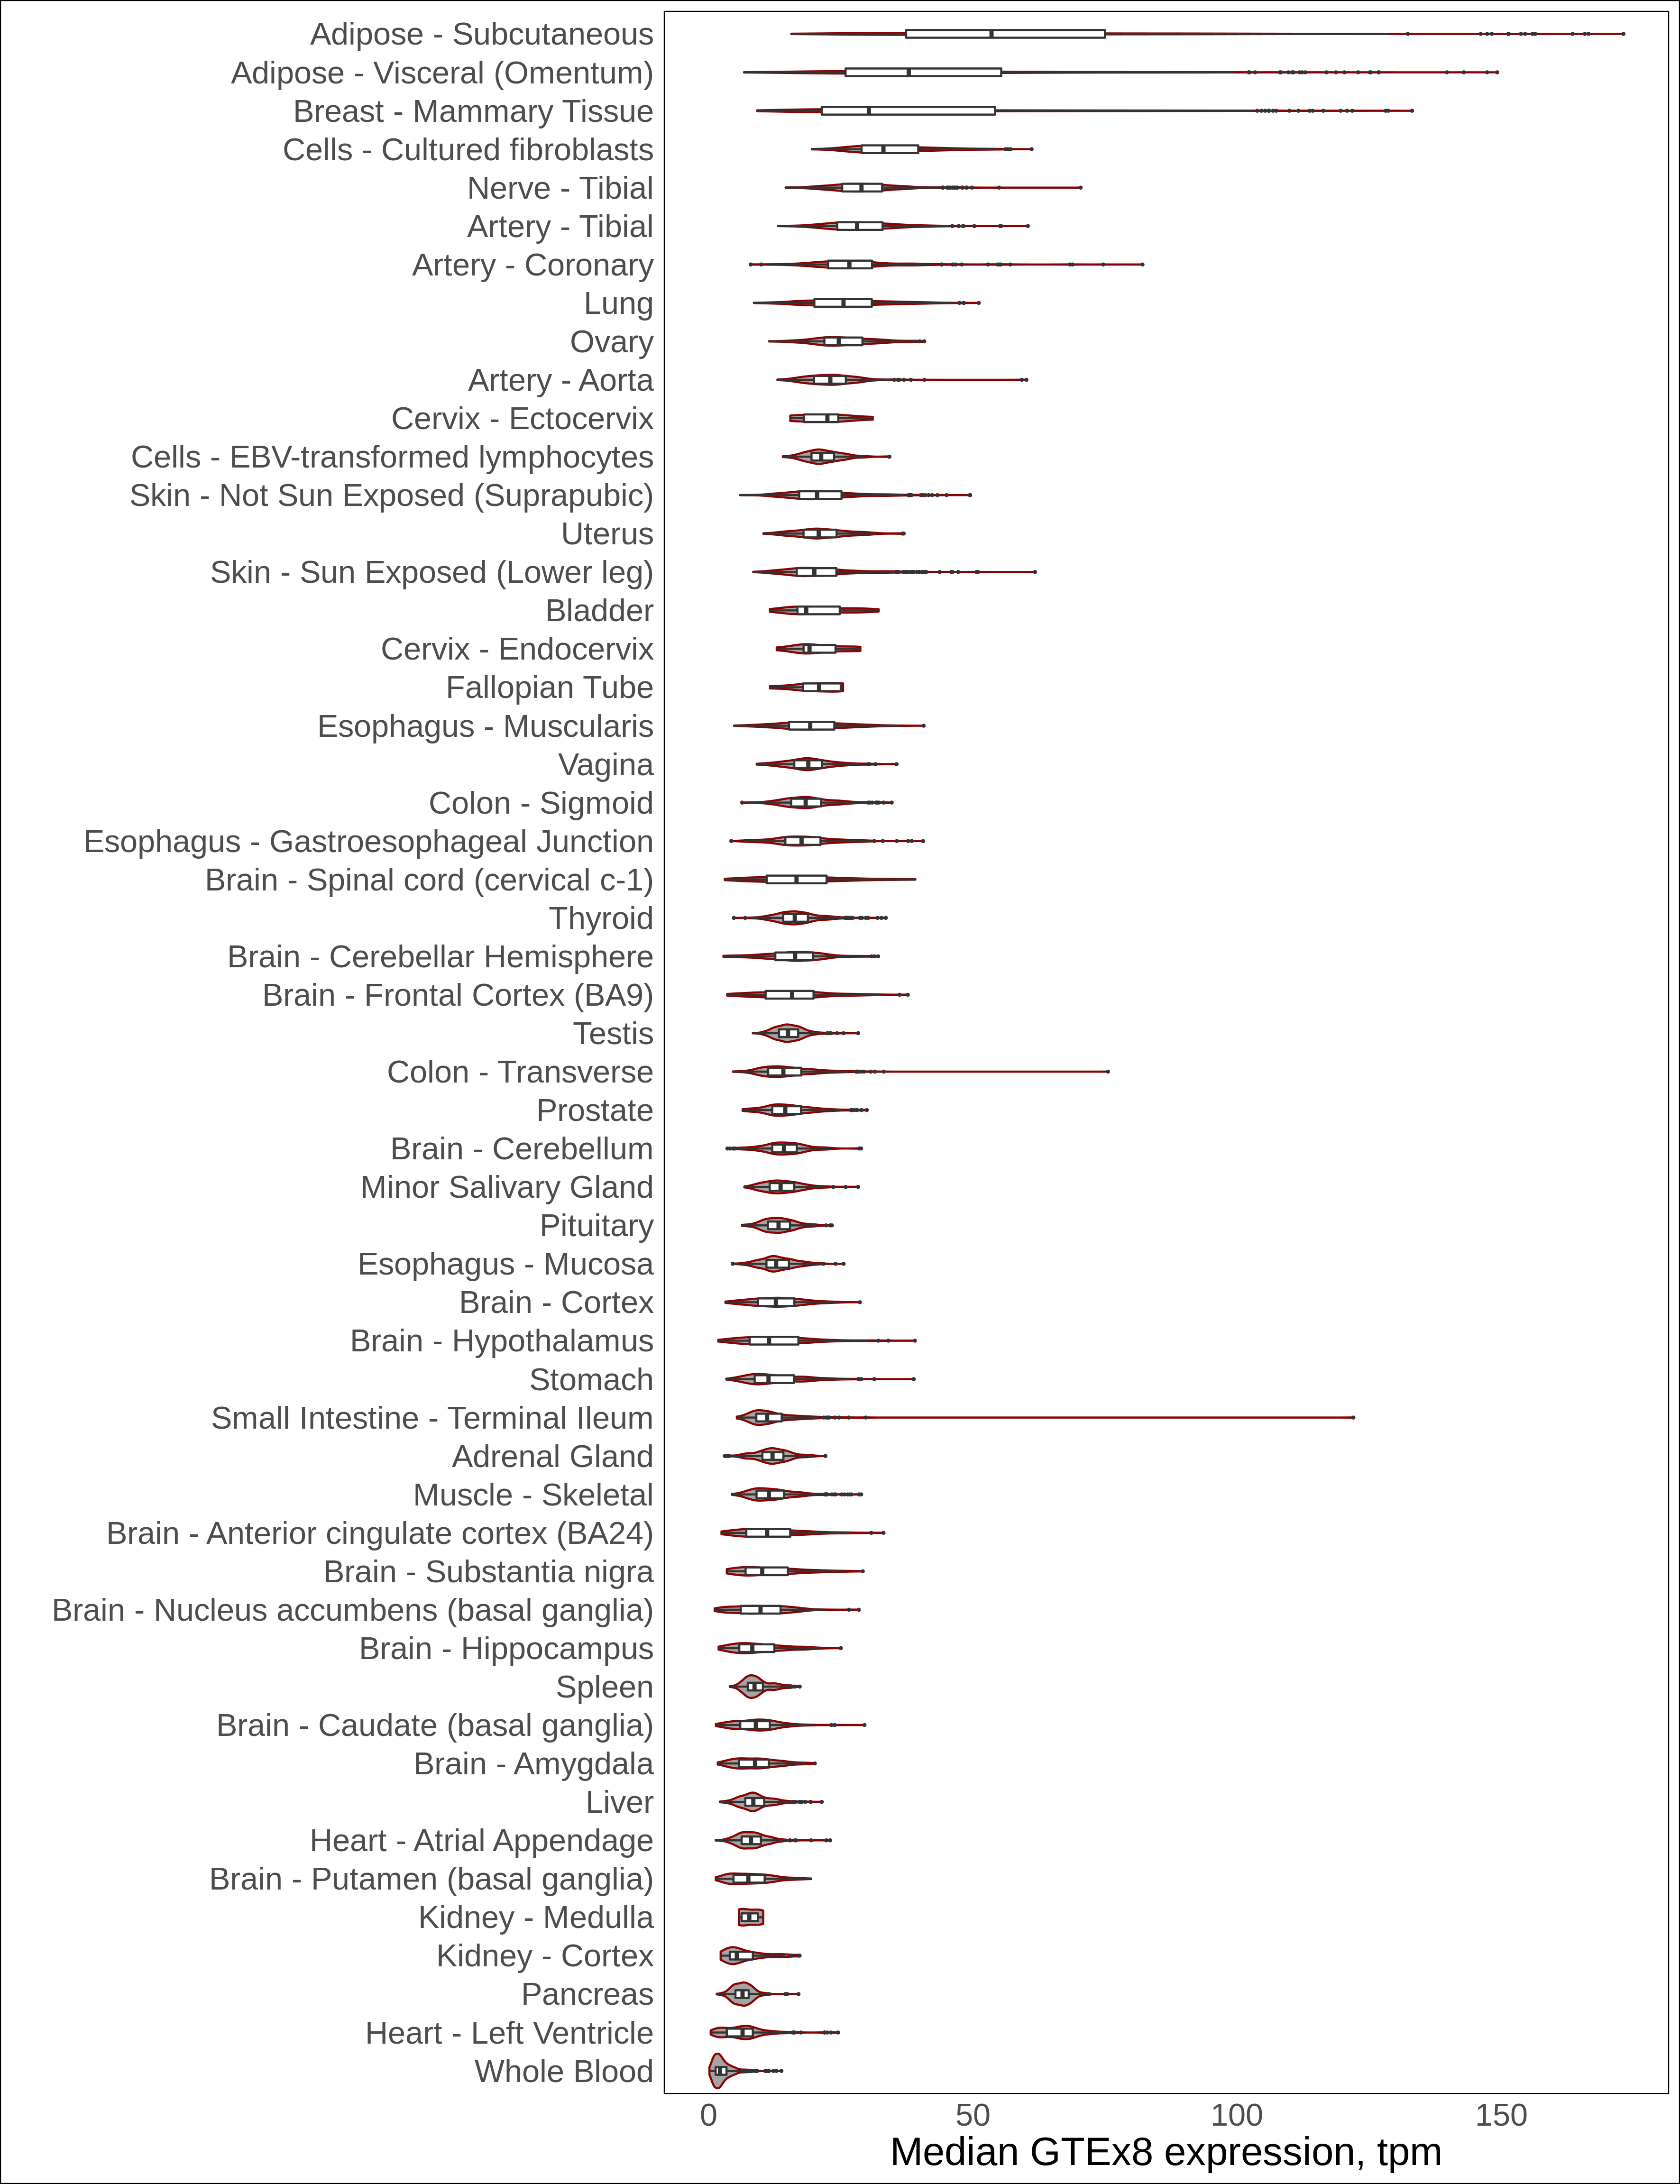 Adipose - Subcutaneous
Adipose - Visceral (Omentum)
Breast - Mammary Tissue
Cells - Cultured fibroblasts
Nerve - Tibial
Artery - Tibial
Artery - Coronary
Lung
Ovary
Artery - Aorta
Cervix - Ectocervix
Cells - EBV-transformed lymphocytes
Skin - Not Sun Exposed (Suprapubic)
Uterus
Skin - Sun Exposed (Lower leg)
Bladder
Cervix - Endocervix
Fallopian Tube
Esophagus - Muscularis
Vagina
Colon - Sigmoid
Esophagus - Gastroesophageal Junction
Brain - Spinal cord (cervical c-1)
Thyroid
Brain - Cerebellar Hemisphere
Brain - Frontal Cortex (BA9)
Testis
Colon - Transverse
Prostate
Brain - Cerebellum
Minor Salivary Gland
Pituitary
Esophagus - Mucosa
Brain - Cortex
Brain - Hypothalamus
Stomach
Small Intestine - Terminal Ileum
Adrenal Gland
Muscle - Skeletal
Brain - Anterior cingulate cortex (BA24)
Brain - Substantia nigra
Brain - Nucleus accumbens (basal ganglia)
Brain - Hippocampus
Spleen
Brain - Caudate (basal ganglia)
Brain - Amygdala
Liver
Heart - Atrial Appendage
Brain - Putamen (basal ganglia)
Kidney - Medulla
Kidney - Cortex
Pancreas
Heart - Left Ventricle
Whole Blood
0 50 100 150
Median GTEx8 expression, tpm